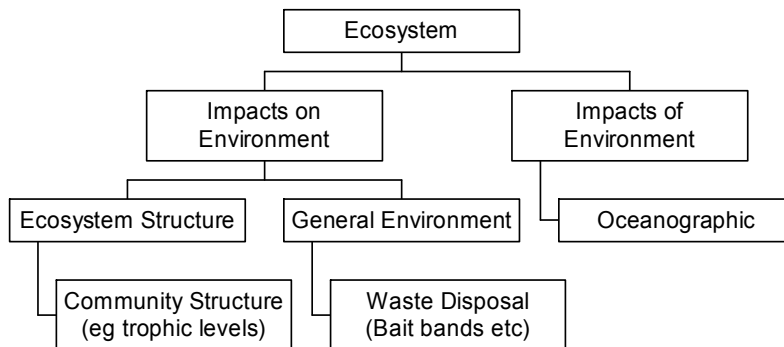 Ecosystem
Impacts on
Environment
Impacts of
Environment
Ecosystem Structure
General Environment
Oceanographic
Community Structure
(eg trophic levels)
Waste Disposal
(Bait bands etc)